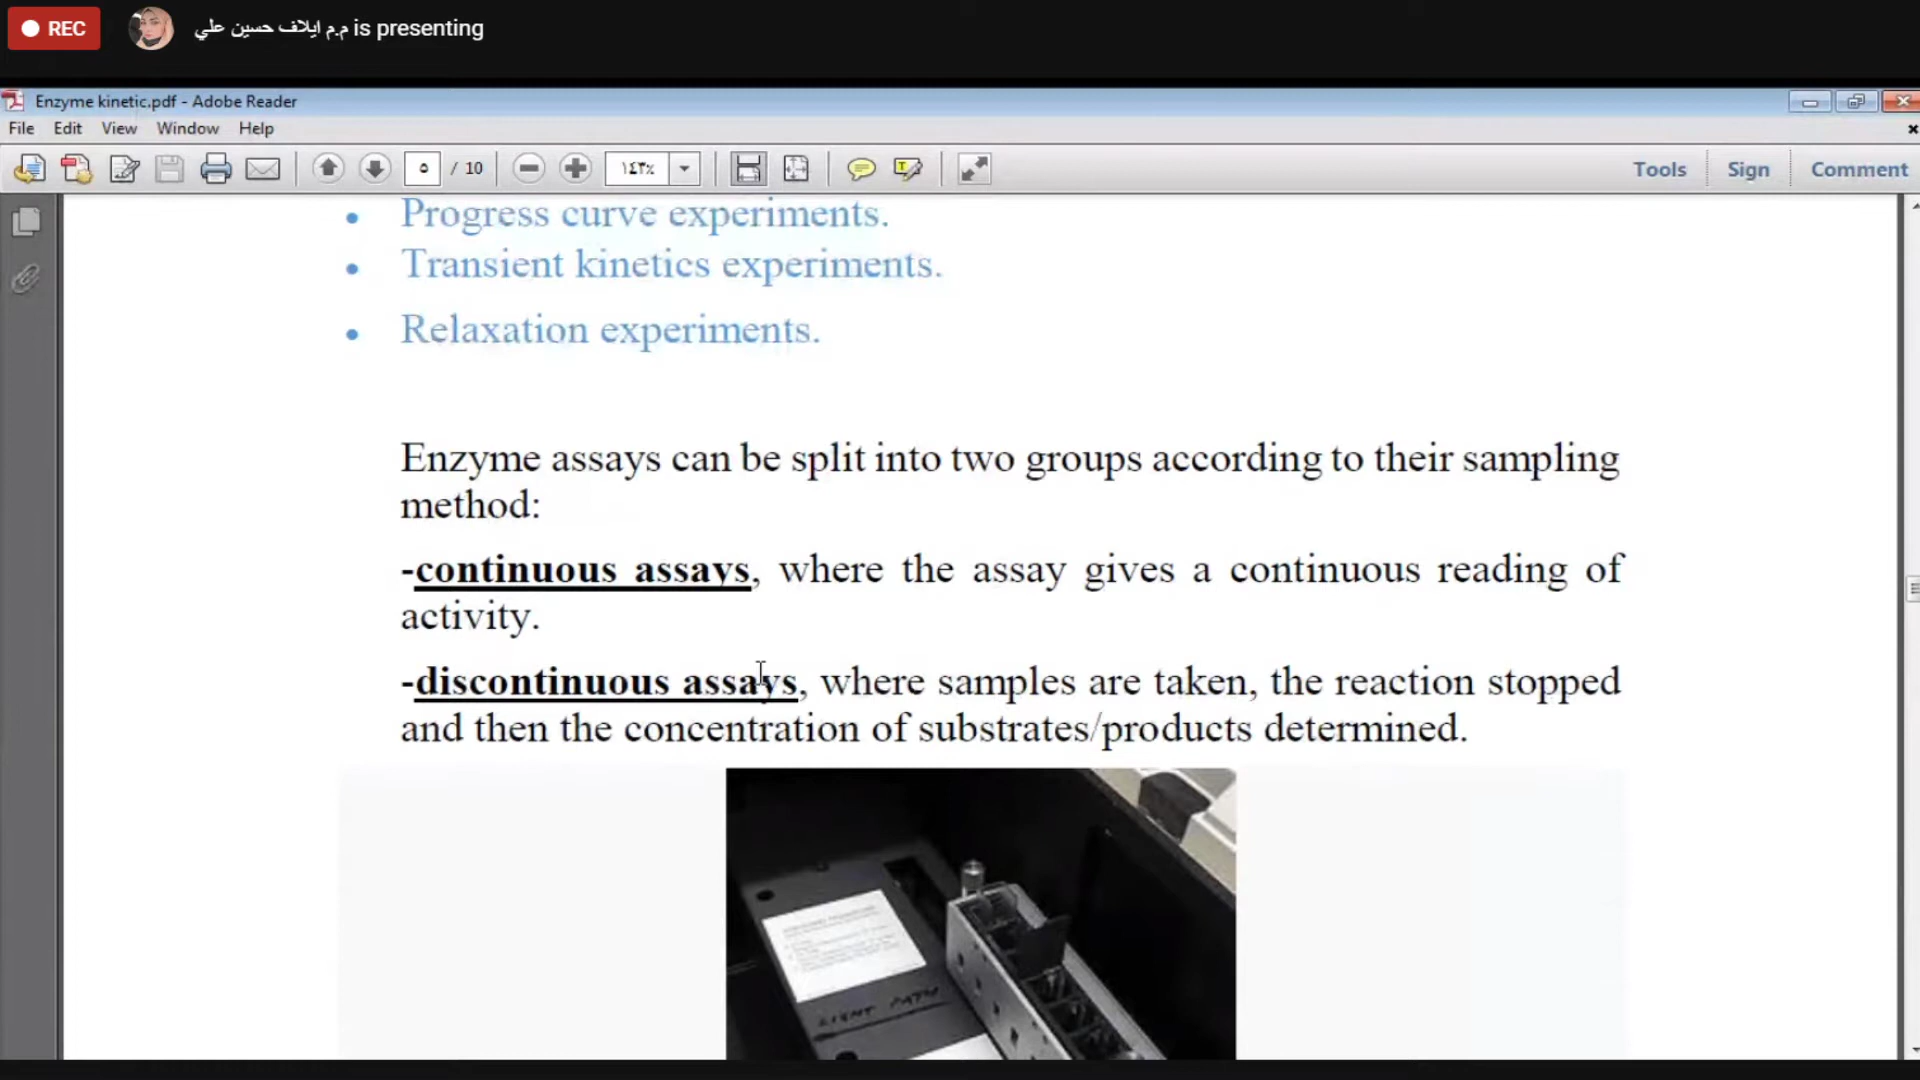 REC
م.م ايلاف حسين علي is presenting
Enzyme kinetic.pdf - Adobe Reader
File Edit View Window Help
٥ / 10 ١٤٣% Tools Sign Comment
• Progress curve experiments.
• Transient kinetics experiments.
• Relaxation experiments.
Enzyme assays can be split into two groups according to their sampling
method:
-continuous assays, where the assay gives a continuous reading of
activity.
-discontinuous assays, where samples are taken, the reaction stopped
and then the concentration of substrates/products determined.
LIGHT PATH